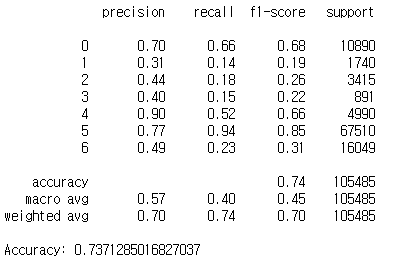 precision recall f1-score support
0 0.70 0.66 0.68 10890
1 0.31 0.14 0.19 1740
2 0.44 0.18 0.26 3415
3 0.40 0.15 0.22 891
4 0.90 0.52 0.66 4990
5 0.77 0.94 0.85 67510
6 0.49 0.23 0.31 16049
accuracy 0.74 105485
macro avg 0.57 0.40 0.45 105485
weighted avg 0.70 0.74 0.70 105485
Accuracy: 0.7371285016827037